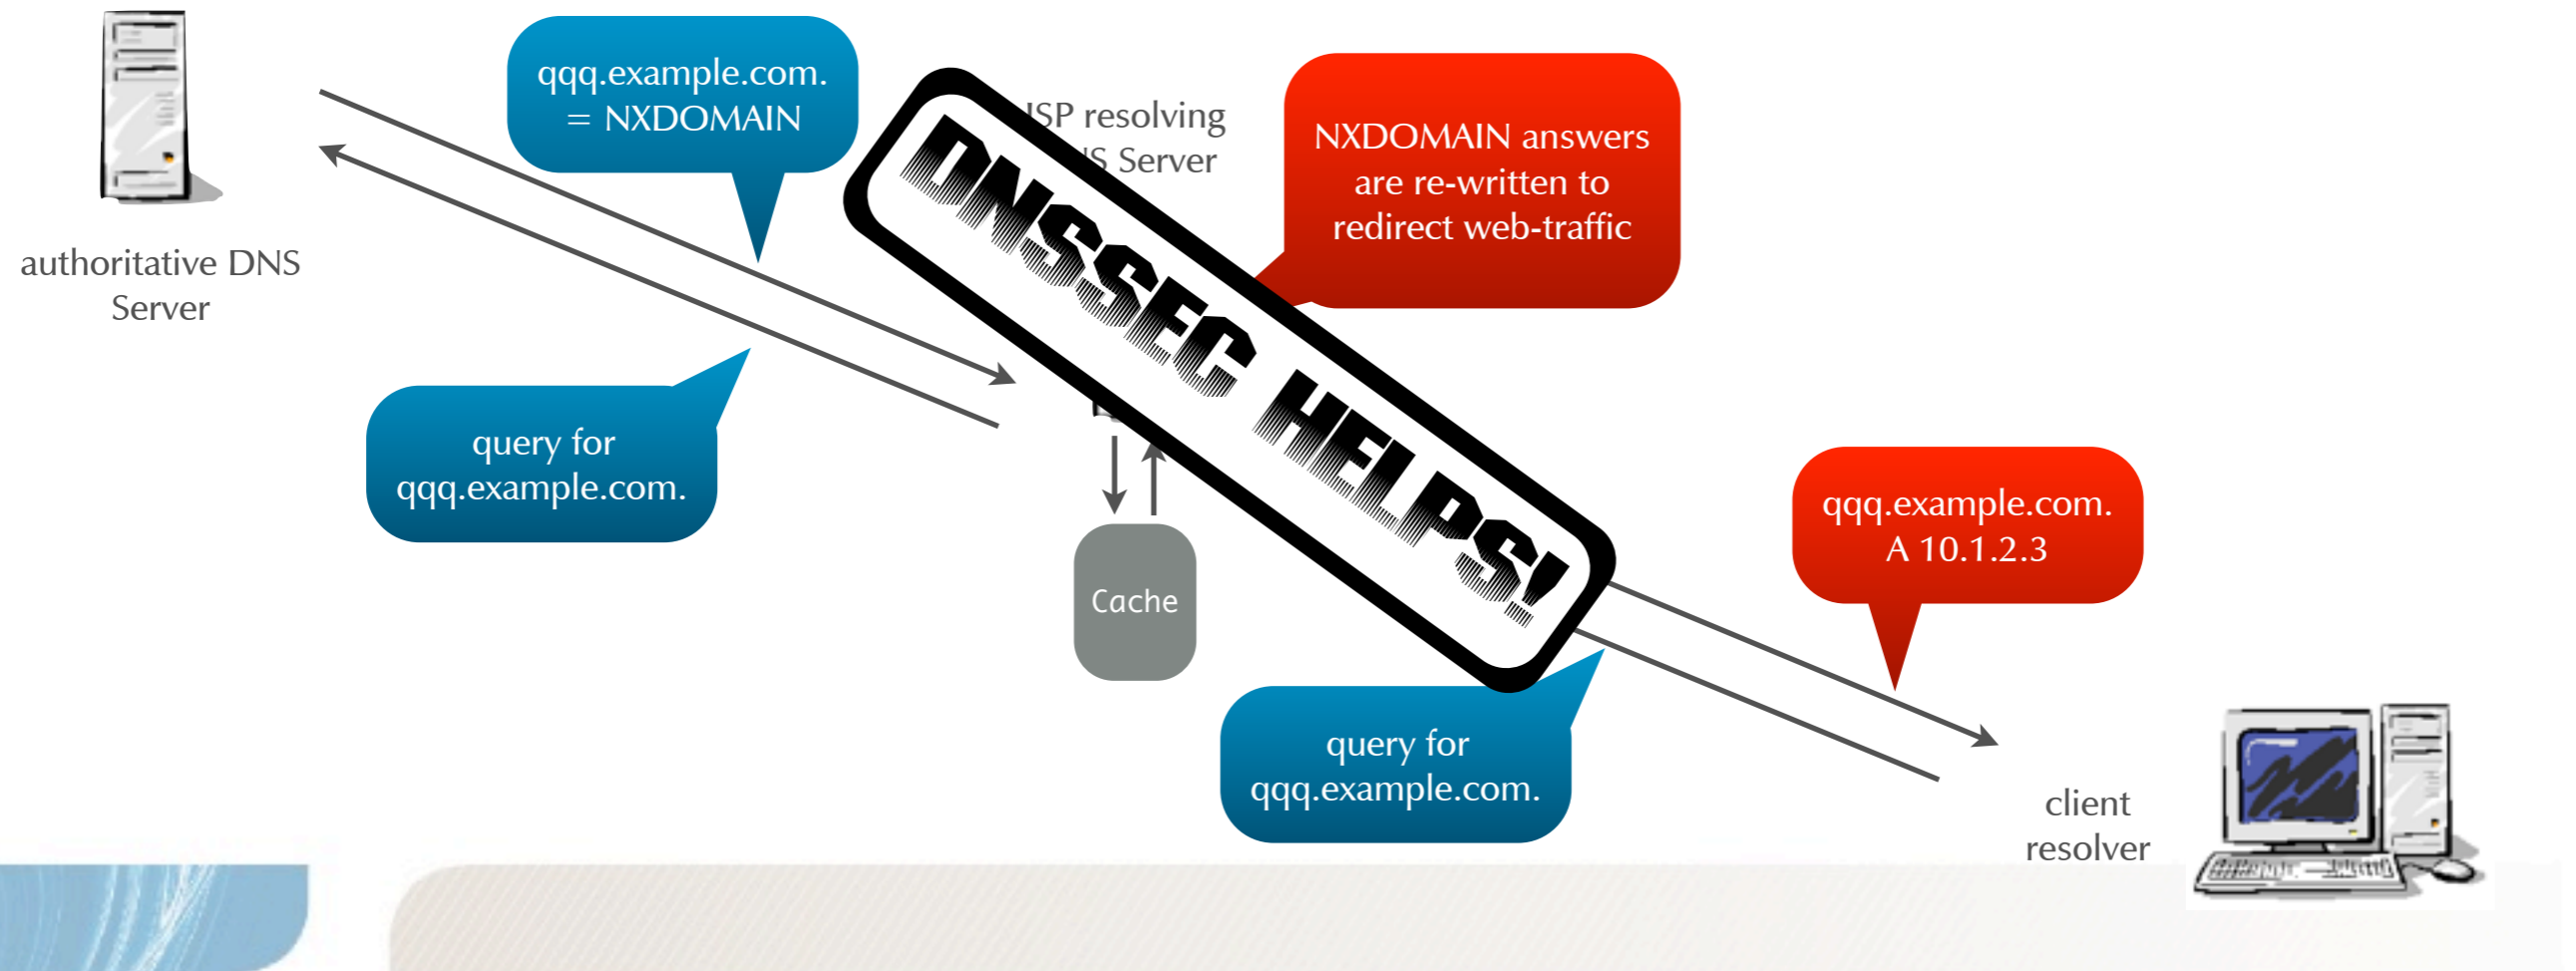 qqq.example.com.
= NXDOMAIN
resolving
Server
NXDOMAIN answers
are re-written to
redirect web-traffic
authoritative DNS
Server
DNSSEC HELPS!
query for
qqq.example.com.
Cache
qqq.example.com.
A 10.1.2.3
query for
qqq.example.com.
client
resolver